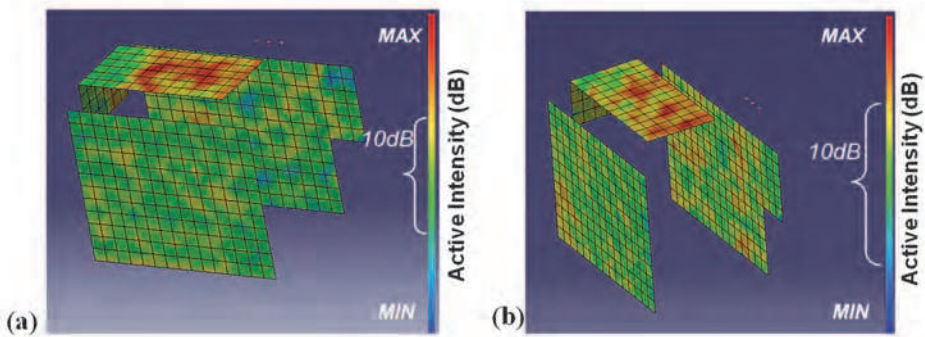 MAX
10dB
MIN
Active Intensity (dB)
(a)
MAX
10dB
MIN
Active Intensity (dB)
(b)